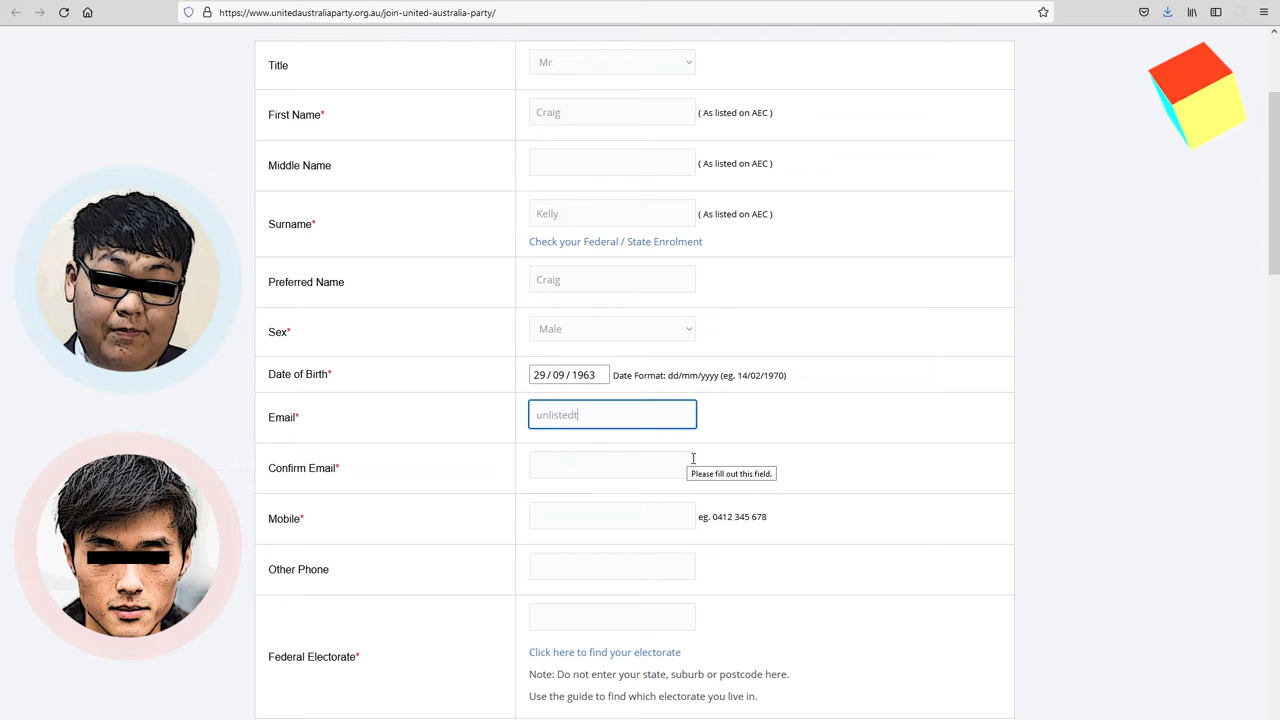 https://www.unitedaustraliaparty.org.au/join-united-australia-party/
Title
Mr
First Name*
Craig
( As listed on AEC )
Middle Name
( As listed on AEC )
Surname*
Kelly
( As listed on AEC )
Check your Federal / State Enrolment
Preferred Name
Craig
Sex*
Male
Date of Birth*
29 / 09 / 1963
Date Format: dd/mm/yyyy (eg. 14/02/1970)
Email*
unlistedt
Confirm Email*
Please fill out this field.
Mobile*
eg. 0412 345 678
Other Phone
Federal Electorate*
Click here to find your electorate
Note: Do not enter your state, suburb or postcode here.
Use the guide to find which electorate you live in.